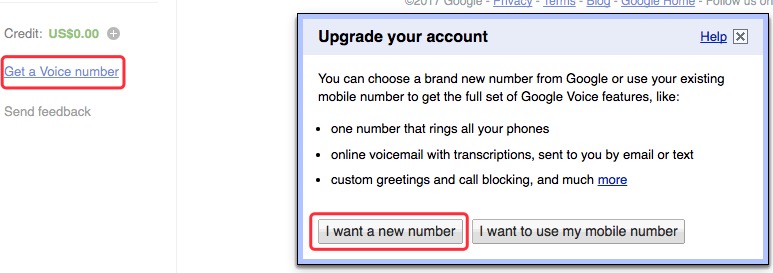 ©2017 Google - Privacy - Terms - Blog - Google Home - Follow us on
Credit: US$0.00
Get a Voice number
Send feedback
Upgrade your account
Help
You can choose a brand new number from Google or use your existing
mobile number to get the full set of Google Voice features, like:
• one number that rings all your phones
• online voicemail with transcriptions, sent to you by email or text
• custom greetings and call blocking, and much more
I want a new number
I want to use my mobile number